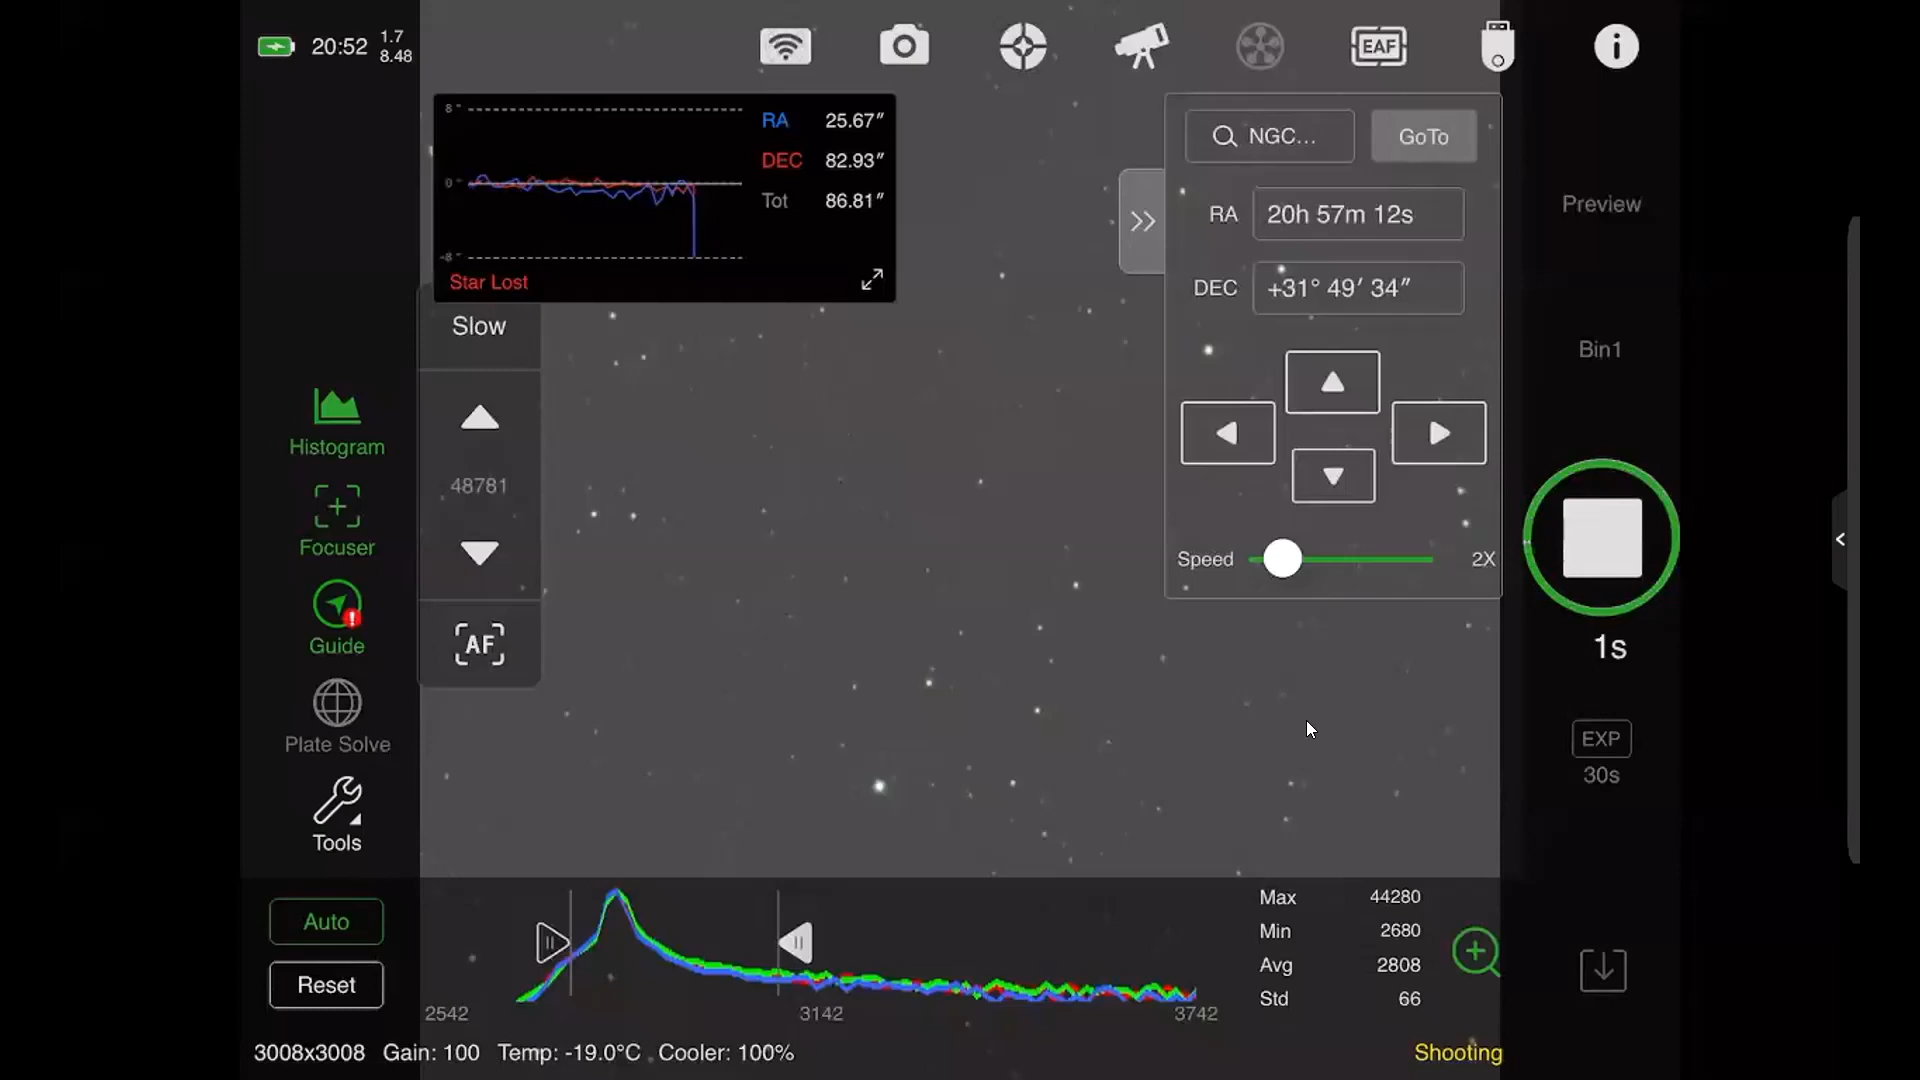 20:52
1.7
8.48
EAF
i
8"
0"
-8"
RA 25.67"
DEC 82.93"
Tot 86.81"
Star Lost
NGC... GoTo
RA 20h 57m 12s
DEC +31° 49′ 34″
Speed 2X
Slow
48781
AF
Histogram
Focuser
Guide
Plate Solve
Tools
Preview
Bin1
1s
EXP
30s
Auto
Reset
2542 3142 3742
Max 44280
Min 2680
Avg 2808
Std 66
3008x3008 Gain: 100 Temp: -19.0°C Cooler: 100%
Shooting